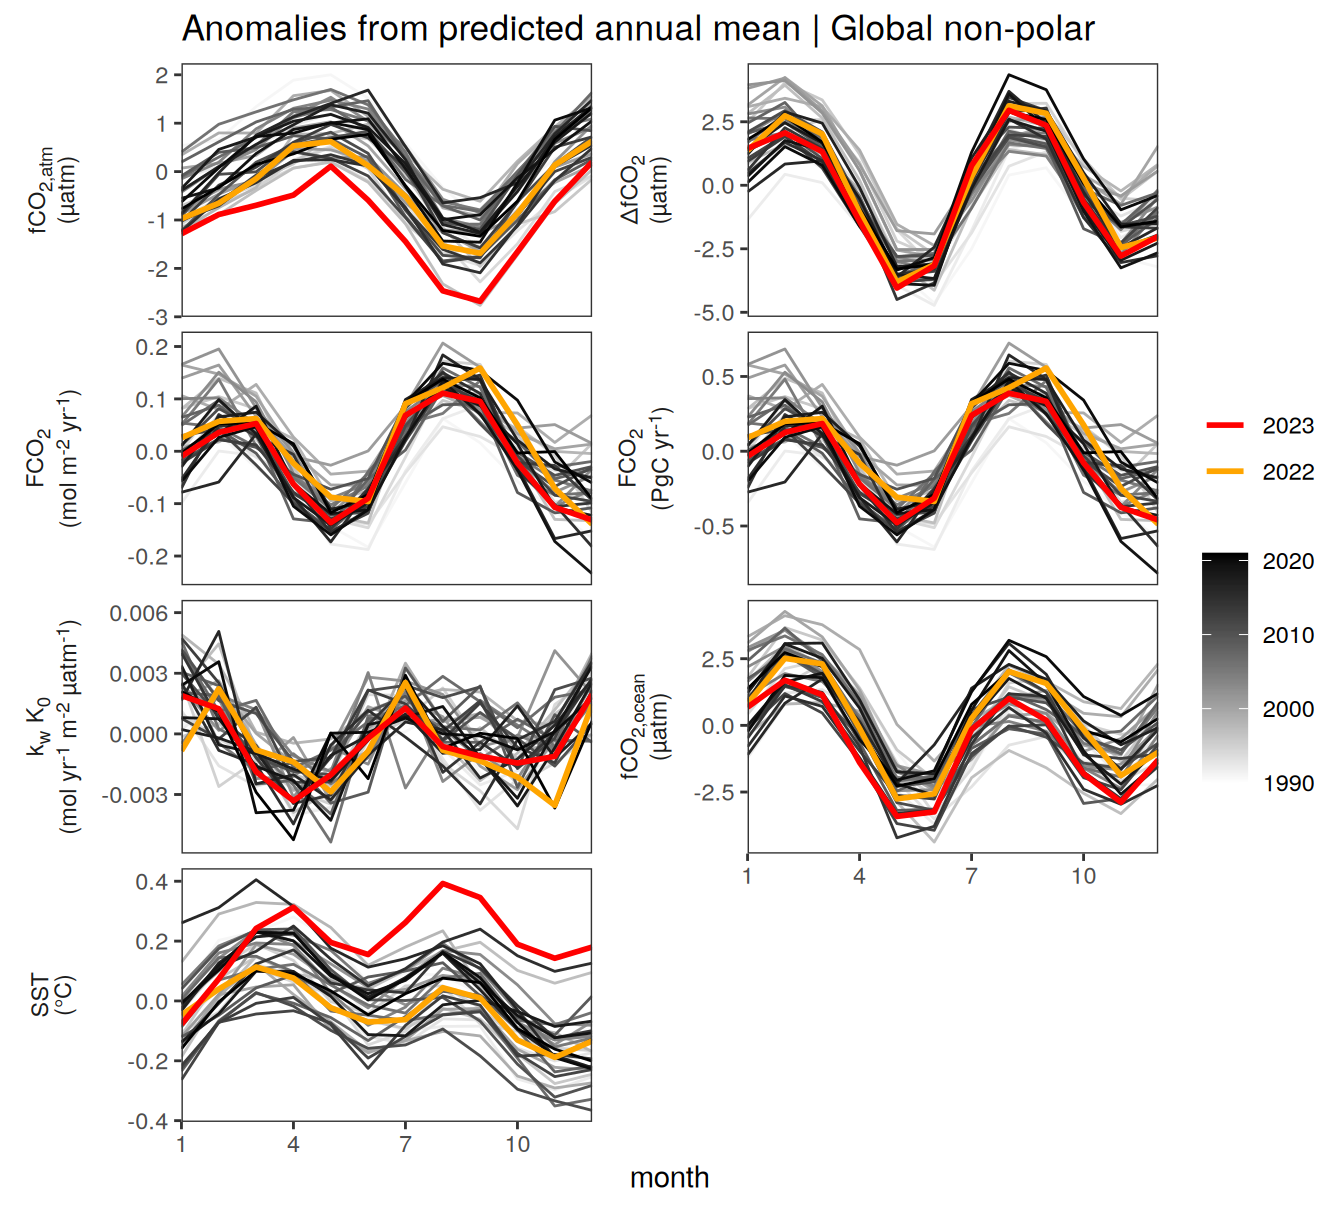 Anomalies from predicted annual mean | Global non-polar
fCO2,atm
(µatm)
2
1
0
-1
-2
-3
ΔfCO2
(µatm)
2.5
0.0
-2.5
-5.0
FCO2
(mol m-2 yr-1)
0.2
0.1
0.0
-0.1
-0.2
FCO2
(PgC yr-1)
0.5
0.0
-0.5
kw K0
(mol yr-1 m-2 µatm-1)
0.006
0.003
0.000
-0.003
fCO2,ocean
(µatm)
2.5
0.0
-2.5
1 4 7 10
SST
(°C)
0.4
0.2
0.0
-0.2
-0.4
1 4 7 10
month
2023
2022
2020
2010
2000
1990